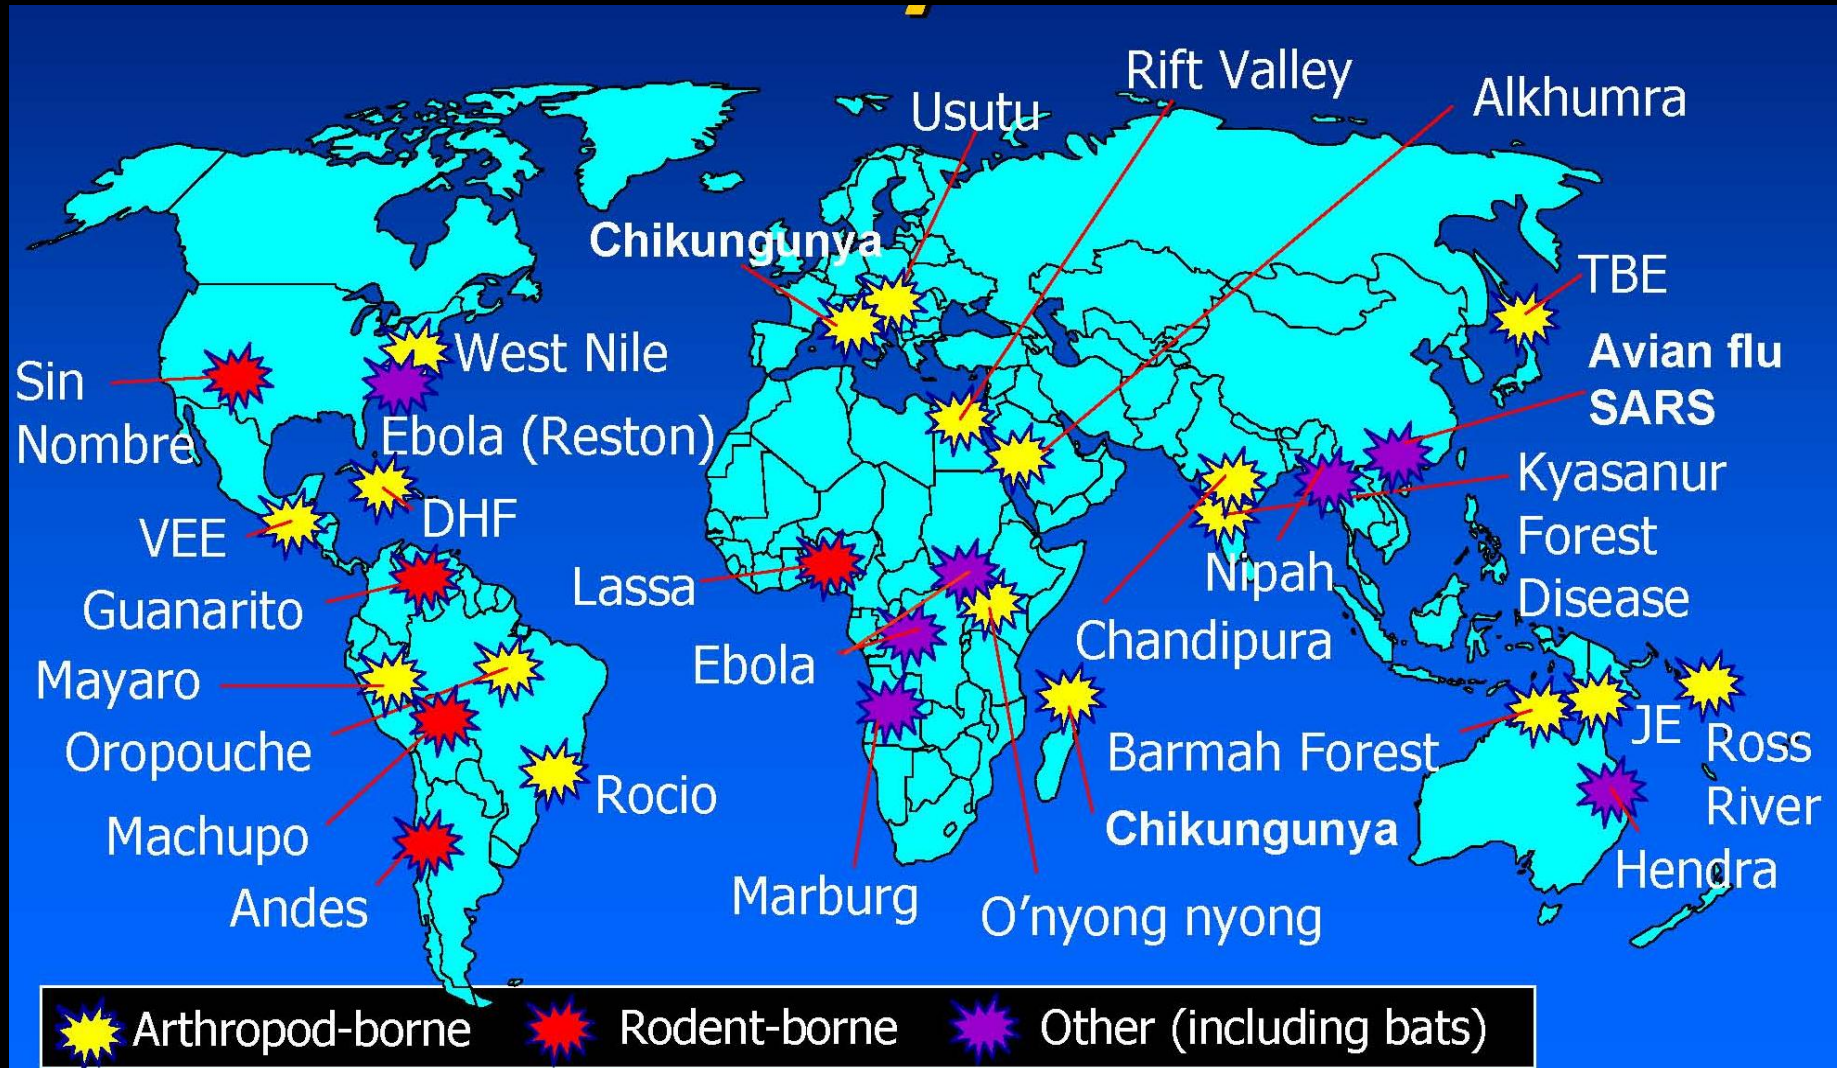 Rift Valley
Alkhumra
Usutu
Chikungunya
TBE
West Nile
Avian flu
SARS
Sin
Nombre
Ebola (Reston)
Kyasanur
Forest
Disease
DHF
VEE
Lassa
Nipah
Guanarito
Chandipura
Ebola
Mayaro
Oropouche
Barmah Forest
JE
Ross
River
Rocio
Machupo
Chikungunya
Hendra
Andes
Marburg
O’nyong nyong
Arthropod-borne
Rodent-borne
Other (including bats)